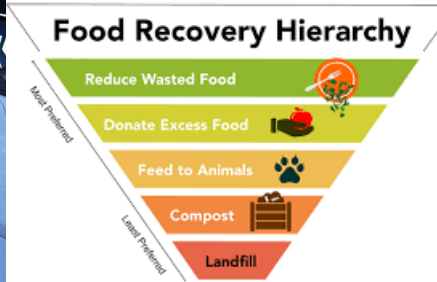 Food Recovery Hierarchy
Reduce Wasted Food
Most Preferred
Donate Excess Food
Feed to Animals
Compost
Least Preferred
Landfill